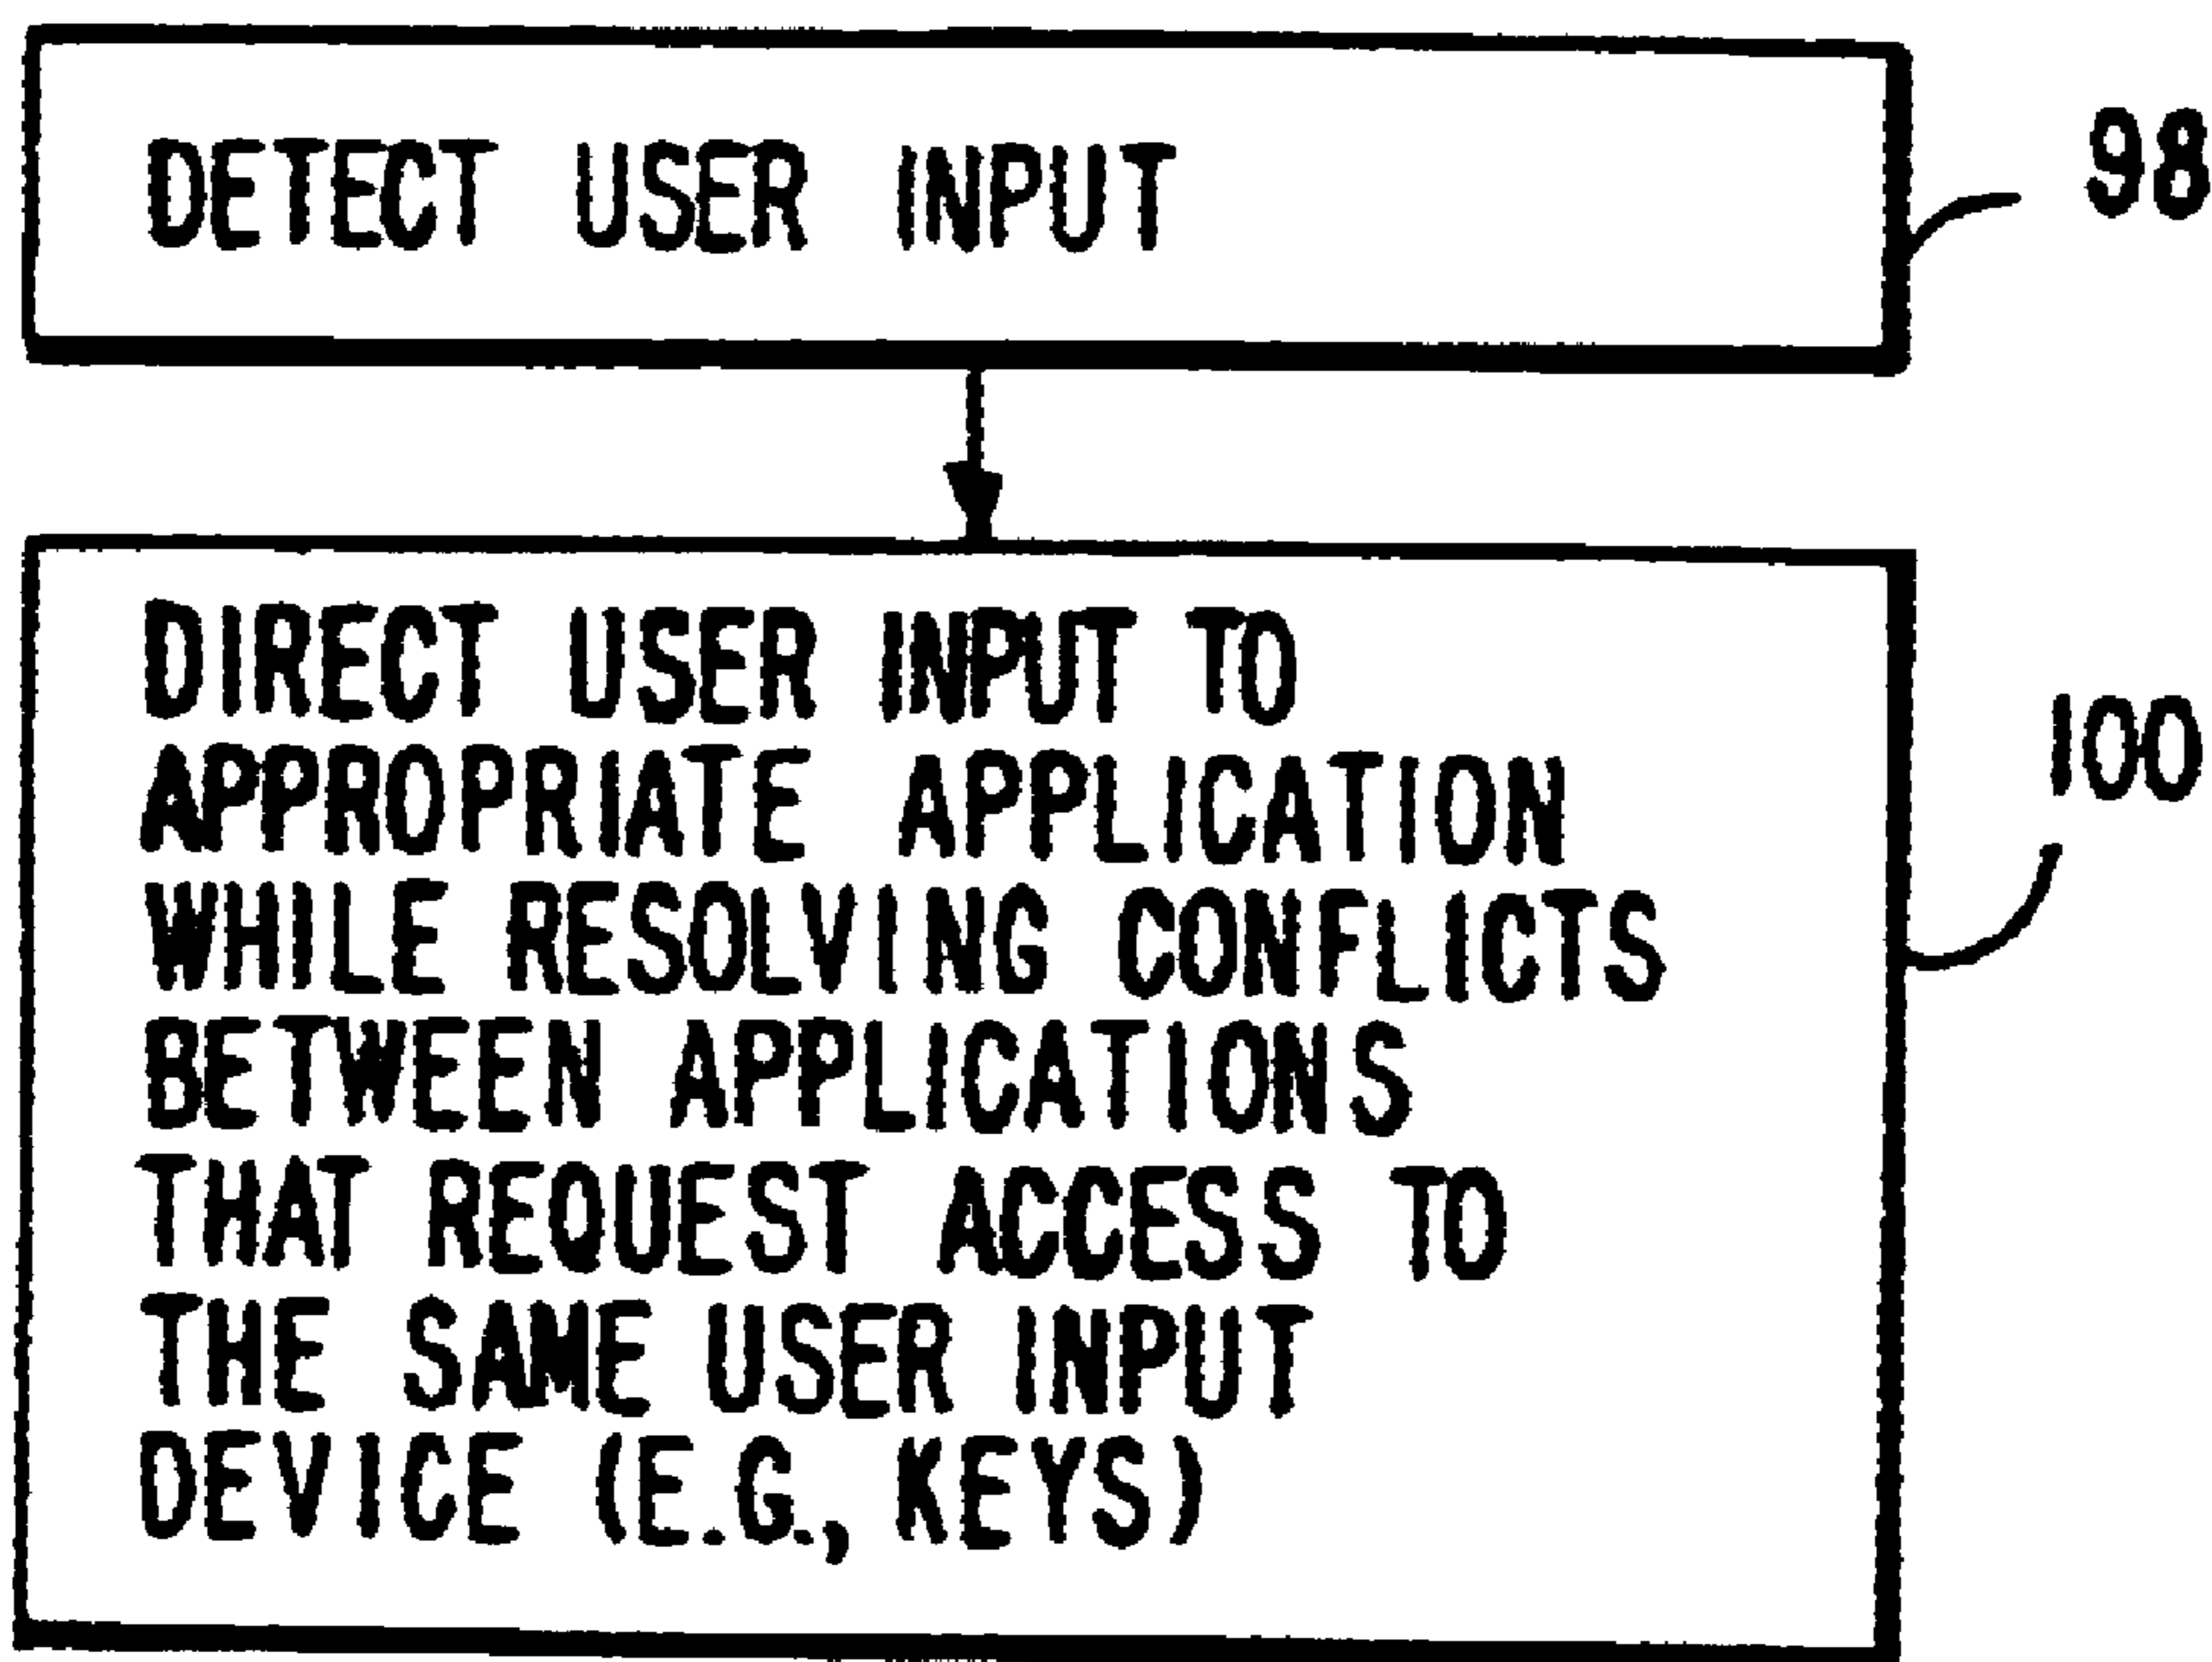 DETECT USER INPUT
98
DIRECT USER INPUT TO
APPROPRIATE APPLICATION
WHILE RESOLVING CONFLICTS
BETWEEN APPLICATIONS
THAT REQUEST ACCESS TO
THE SAME USER INPUT
DEVICE (E.G., KEYS)
100